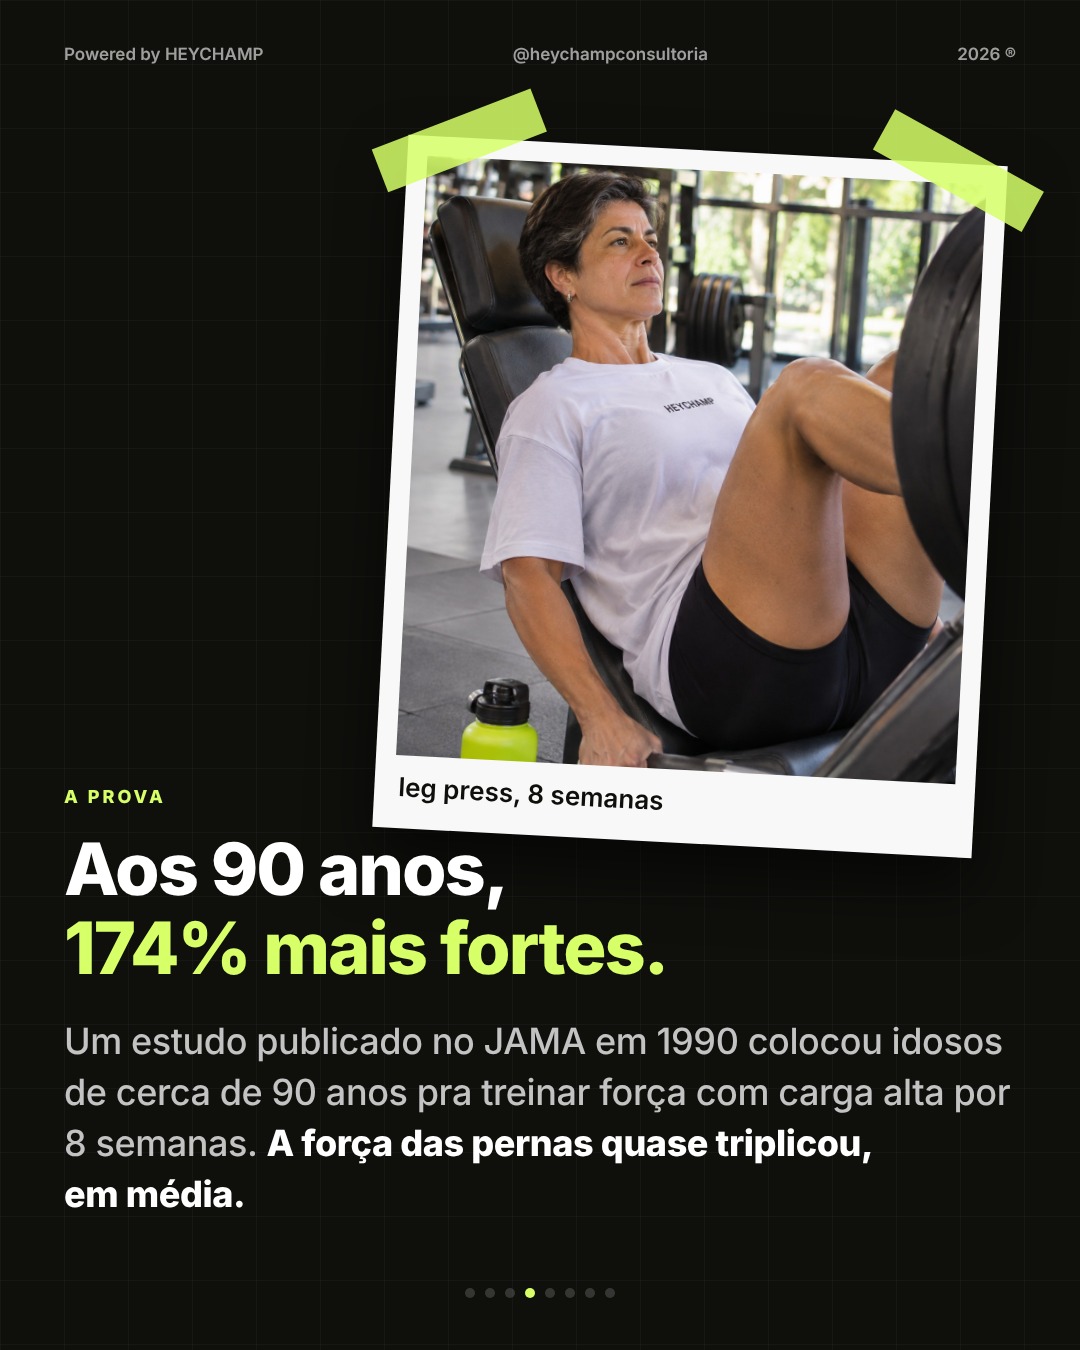 Powered by HEYCHAMP
@heychampconsultoria
2026 ®
HEYCHAMP
leg press, 8 semanas
A PROVA
Aos 90 anos,
174% mais fortes.
Um estudo publicado no JAMA em 1990 colocou idosos
de cerca de 90 anos pra treinar força com carga alta por
8 semanas. A força das pernas quase triplicou,
em média.